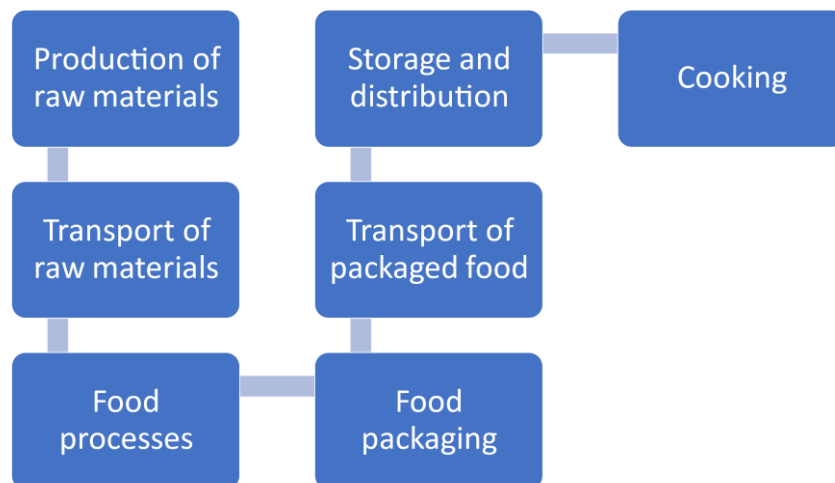 Production of
raw materials
Transport of
raw materials
Food
processes
Food
packaging
Transport of
packaged food
Storage and
distribution
Cooking